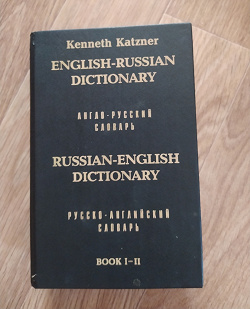 Kenneth Katzner
ENGLISH-RUSSIAN
DICTIONARY
АНГЛО-РУССКИЙ
СЛОВАРЬ
RUSSIAN-ENGLISH
DICTIONARY
РУССКО-АНГЛИЙСКИЙ
СЛОВАРЬ
BOOK I-II